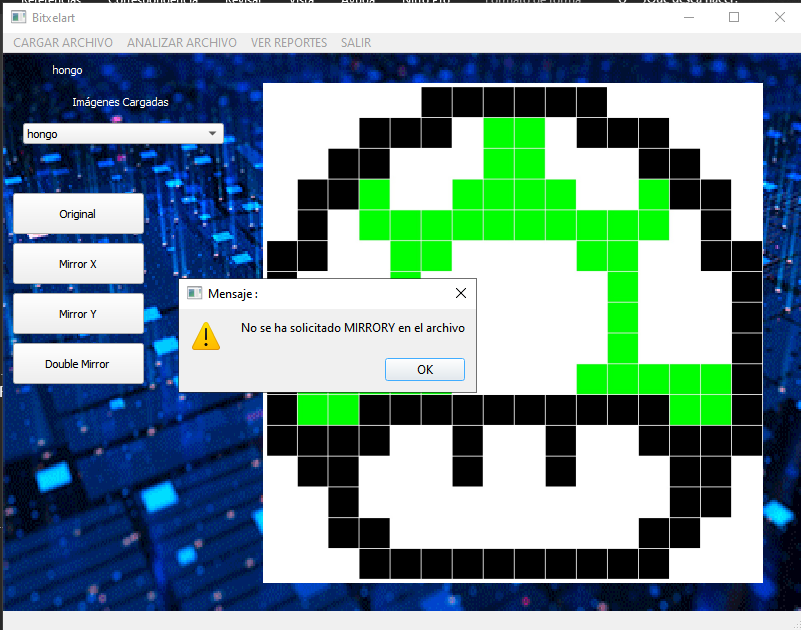 Bitxelart
CARGAR ARCHIVO ANALIZAR ARCHIVO VER REPORTES SALIR
hongo
Imágenes Cargadas
hongo
Original
Mirror X
Mirror Y
Double Mirror
Mensaje :
No se ha solicitado MIRRORY en el archivo
OK